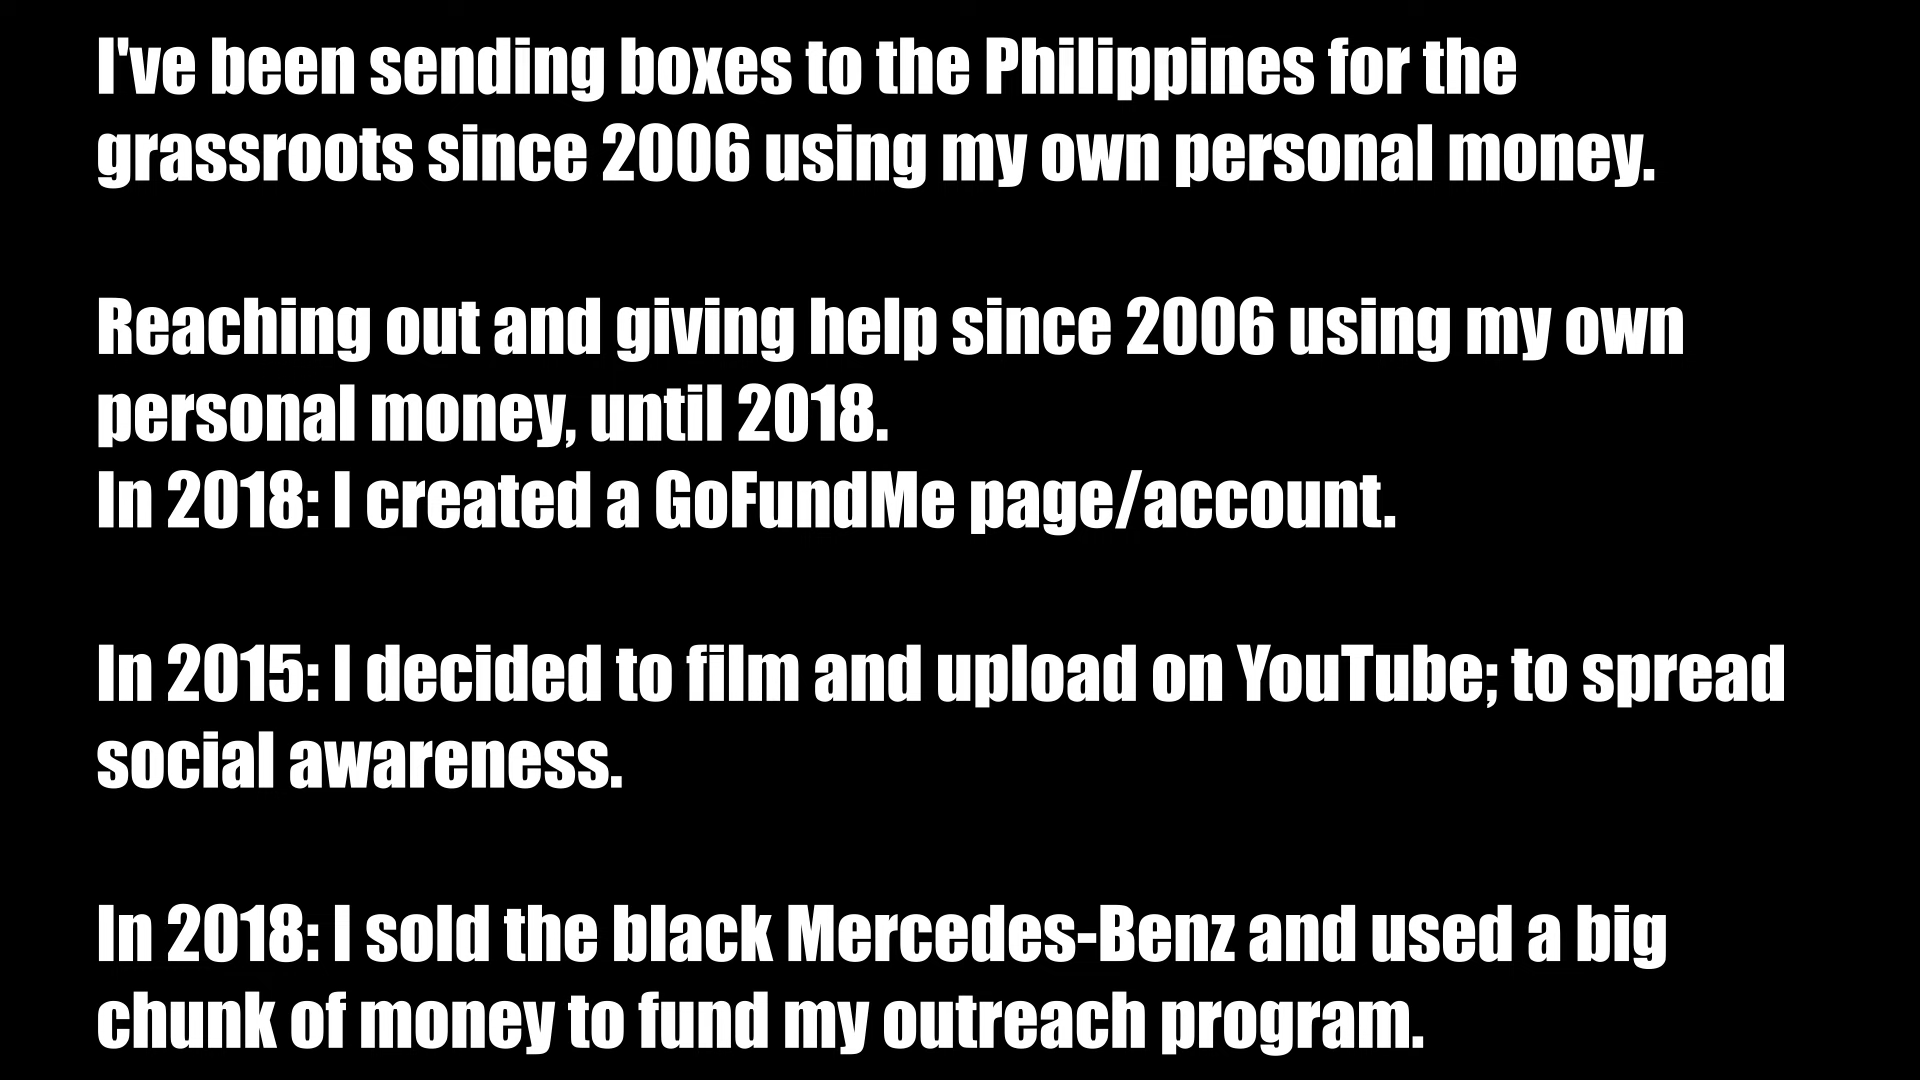 I've been sending boxes to the Philippines for the
grassroots since 2006 using my own personal money.
Reaching out and giving help since 2006 using my own
personal money, until 2018.
In 2018: I created a GoFundMe page/account.
In 2015: I decided to film and upload on YouTube; to spread
social awareness.
In 2018: I sold the black Mercedes-Benz and used a big
chunk of money to fund my outreach program.